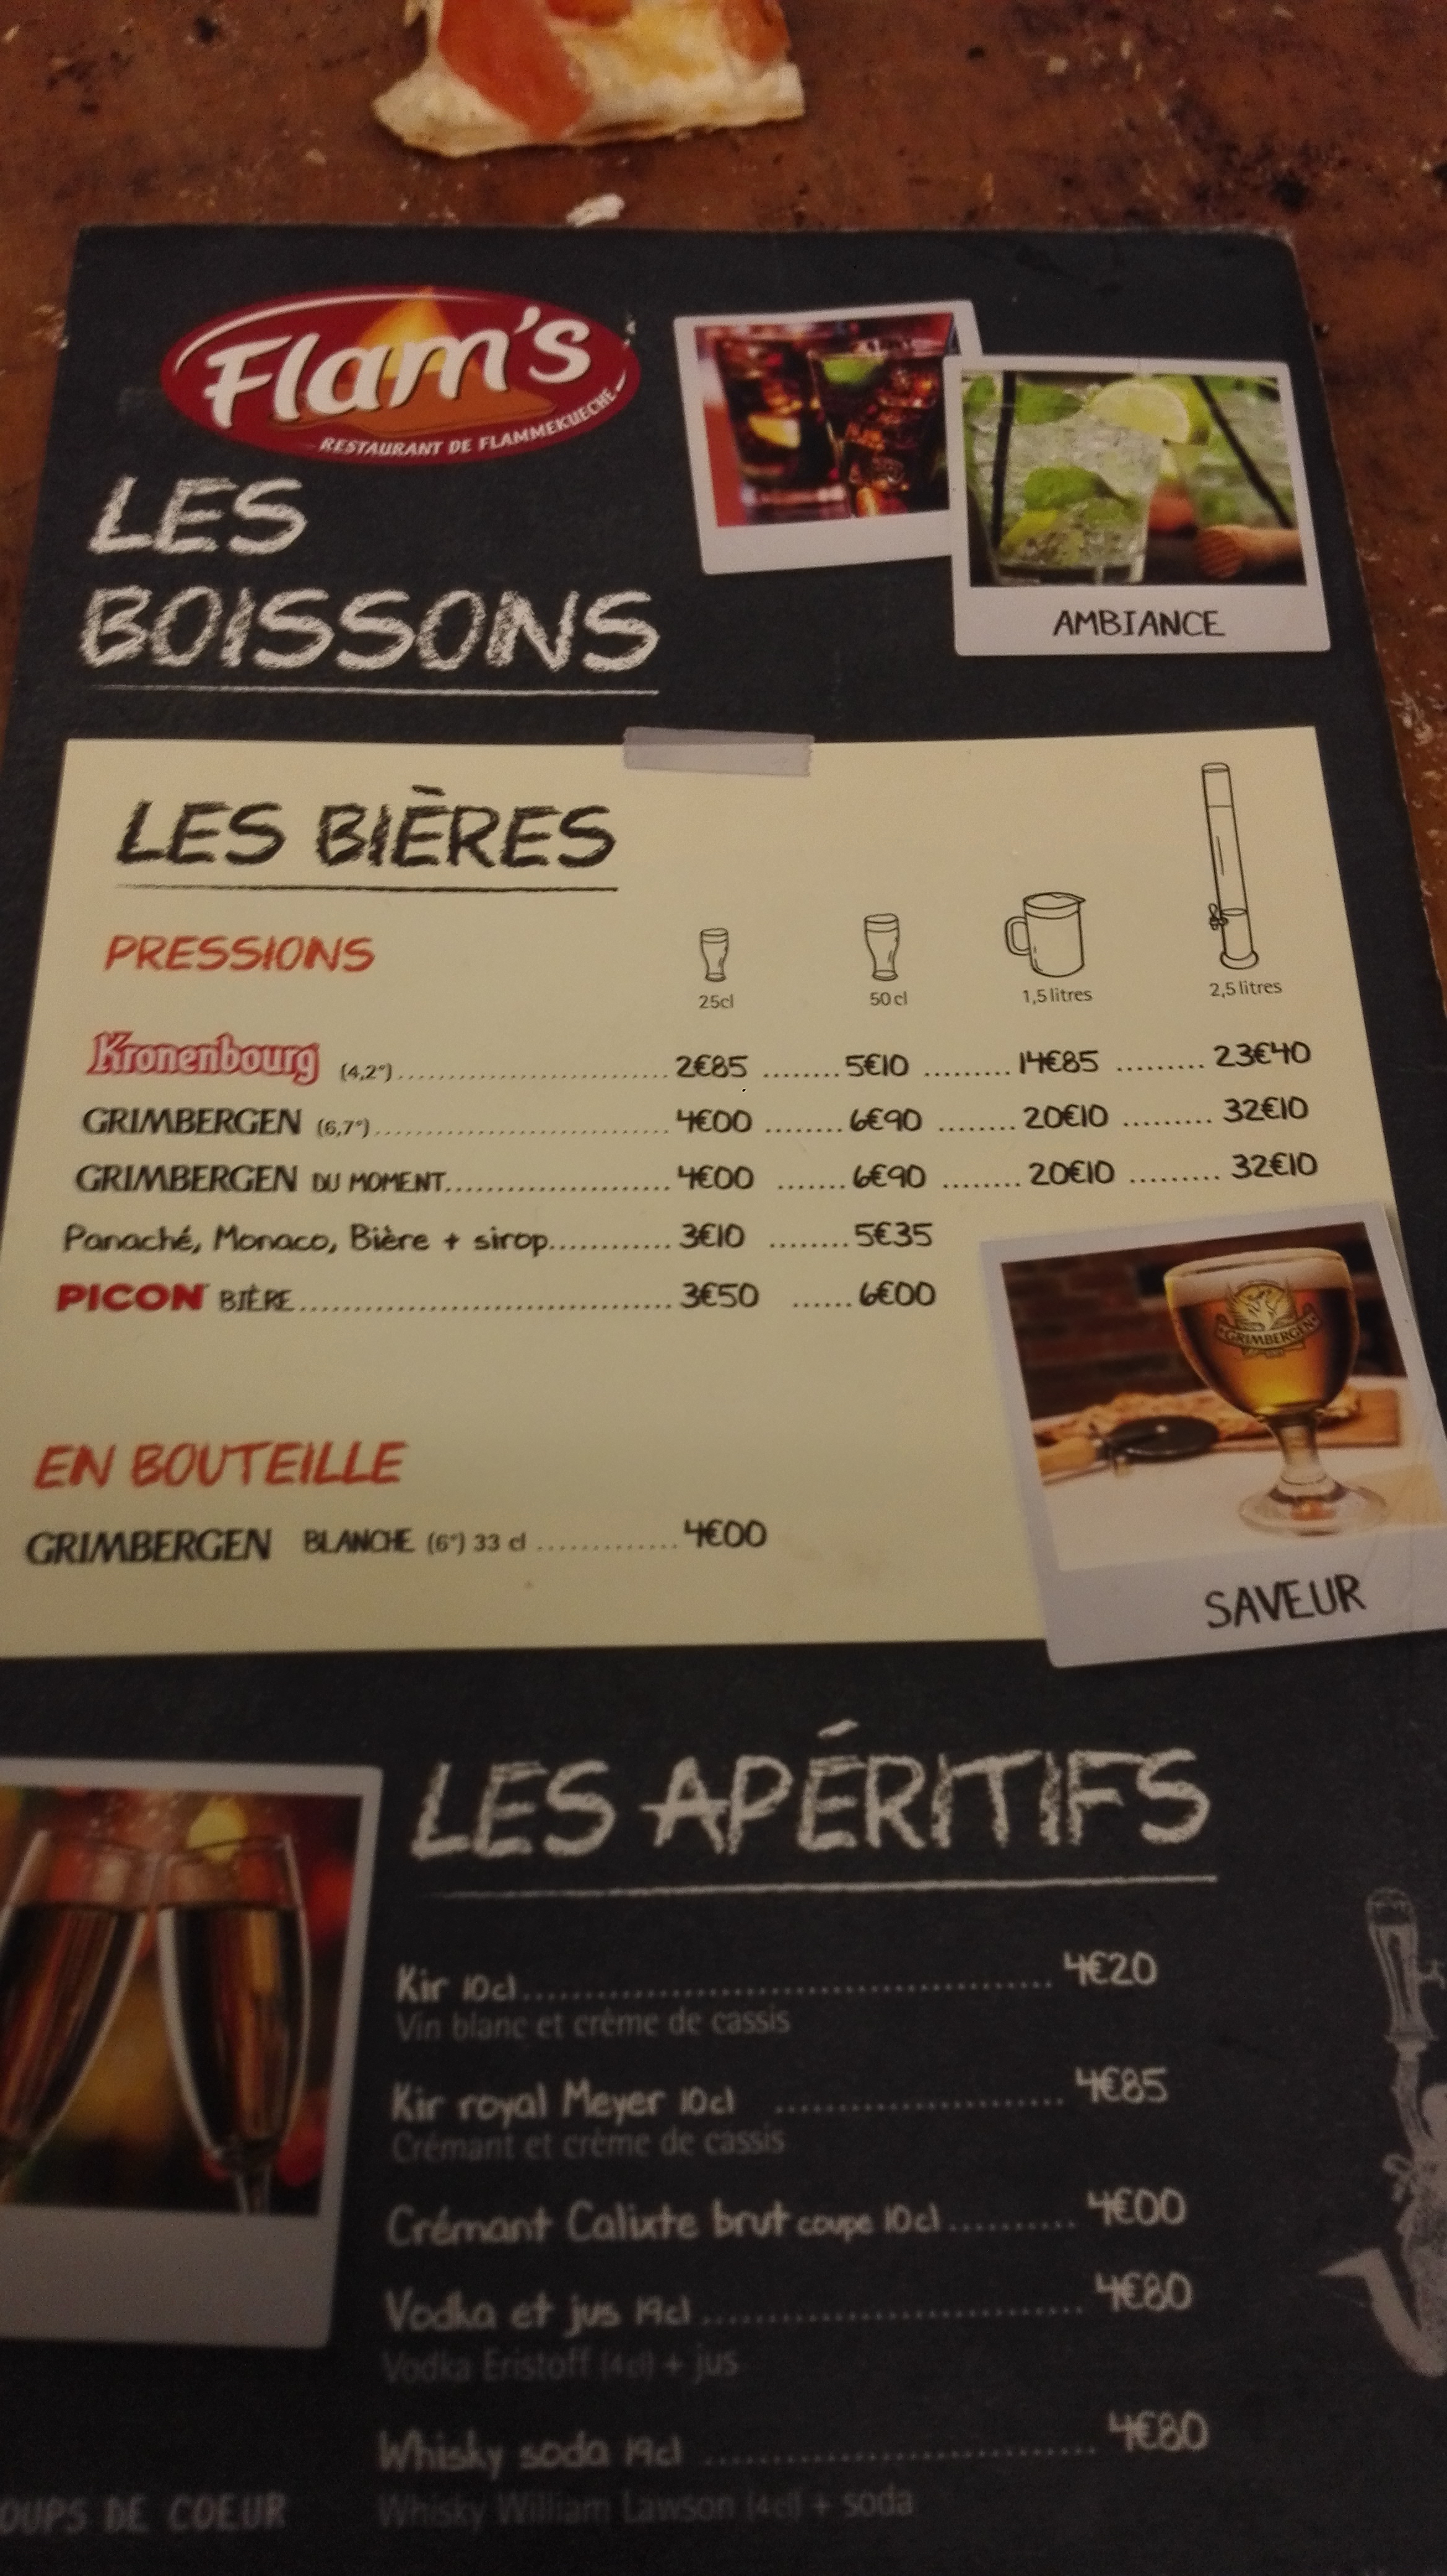 Flam's
RESTAURANT DE FLAMMEKUECHE
LES
BOISSONS
AMBIANCE
LES BIÈRES
PRESSIONS
25cl 50cl 1,5 litres 2,5 litres
Kronenbourg (4,2°).......................... 2€85 ........ 5€10 ......... 14€85 ......... 23€40
GRIMBERGEN (6,7°)............................. 4€00 ........ 6€90 ........ 20€10 ......... 32€10
GRIMBERGEN DU MOMENT...................... 4€00 ....... 6€90 ........ 20€10 ......... 32€10
Panaché, Monaco, Bière + sirop............ 3€10 ........ 5€35
PICON BIÈRE..................................... 3€50 ...... 6€00
GRIMBERGEN
EN BOUTEILLE
GRIMBERGEN BLANCHE (6°) 33 cl ............. 4€00
SAVEUR
LES APÉRITIFS
Kir 10cl................................................ 4€20
Vin blanc et crème de cassis
Kir royal Meyer 10cl .......................... 4€85
Crémant et crème de cassis
Crémant Calixte brut coupe 10cl.......... 4€00
Vodka et jus 19cl................................... 4€80
Vodka Eristoff (4cl) + jus
Whisky soda 19cl ................................... 4€80
Whisky William Lawson (4cl) + soda
OUPS DE COEUR